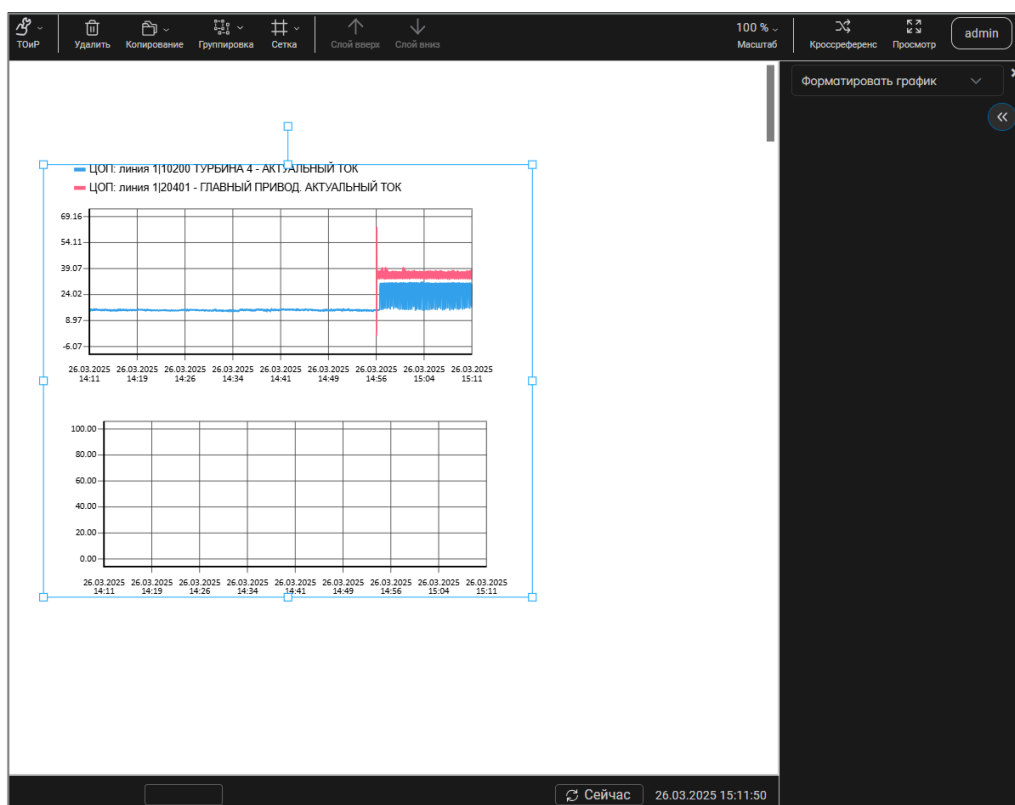 100 %
ТОиР Удалить Копирование Группировка Сетка Слой вверх Слой вниз Масштаб Кроссреференс Просмотр admin
Форматировать график
ЦОП: линия 1|10200 ТУРБИНА 4 - АКТУАЛЬНЫЙ ТОК
ЦОП: линия 1|20401 - ГЛАВНЫЙ ПРИВОД. АКТУАЛЬНЫЙ ТОК
69.16
54.11
39.07
24.02
8.97
-6.07
26.03.2025 26.03.2025 26.03.2025 26.03.2025 26.03.2025 26.03.2025 26.03.2025 26.03.2025 26.03.2025
14:11 14:19 14:26 14:34 14:41 14:49 14:56 15:04 15:11
100.00
80.00
60.00
40.00
20.00
0.00
26.03.2025 26.03.2025 26.03.2025 26.03.2025 26.03.2025 26.03.2025 26.03.2025 26.03.2025 26.03.2025
14:11 14:19 14:26 14:34 14:41 14:49 14:56 15:04 15:11
Сейчас 26.03.2025 15:11:50